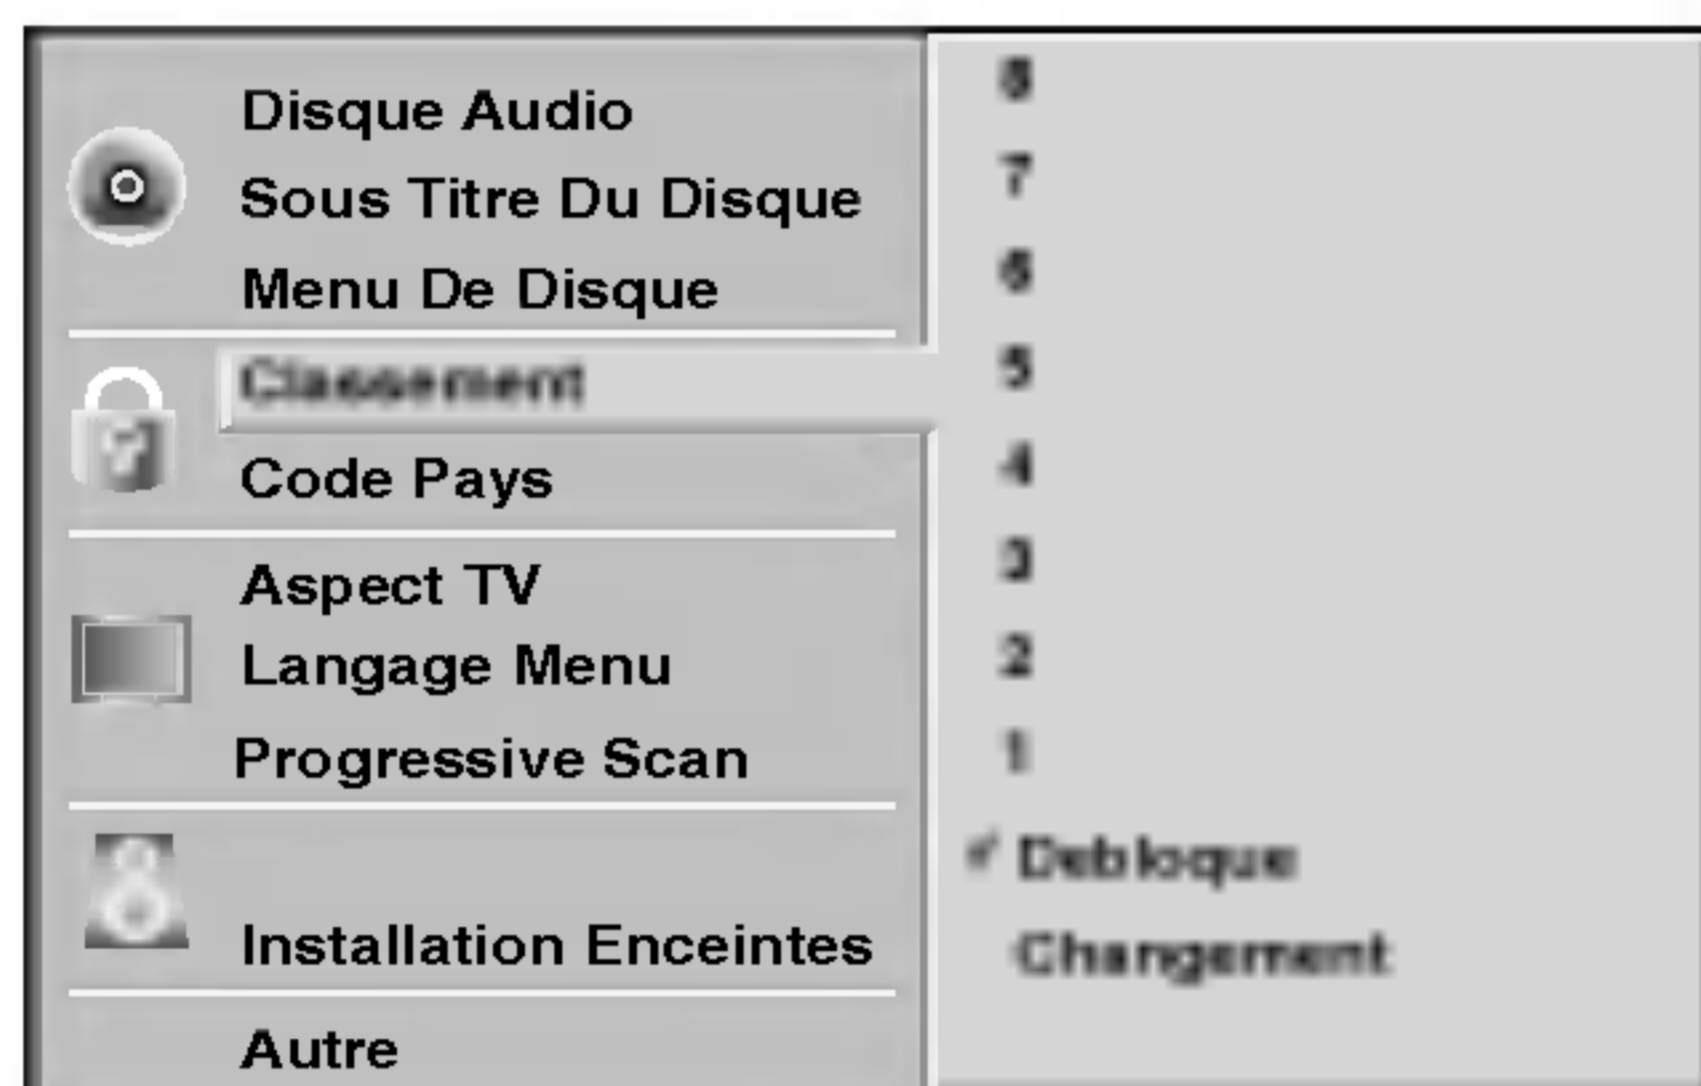 Disque Audio
Sous Titre Du Disque
Menu De Disque
Classement
Code Pays
Aspect TV
Langage Menu
Progressive Scan
Installation Enceintes
Autre
8
7
6
5
4
3
2
1
Debloque
Changement